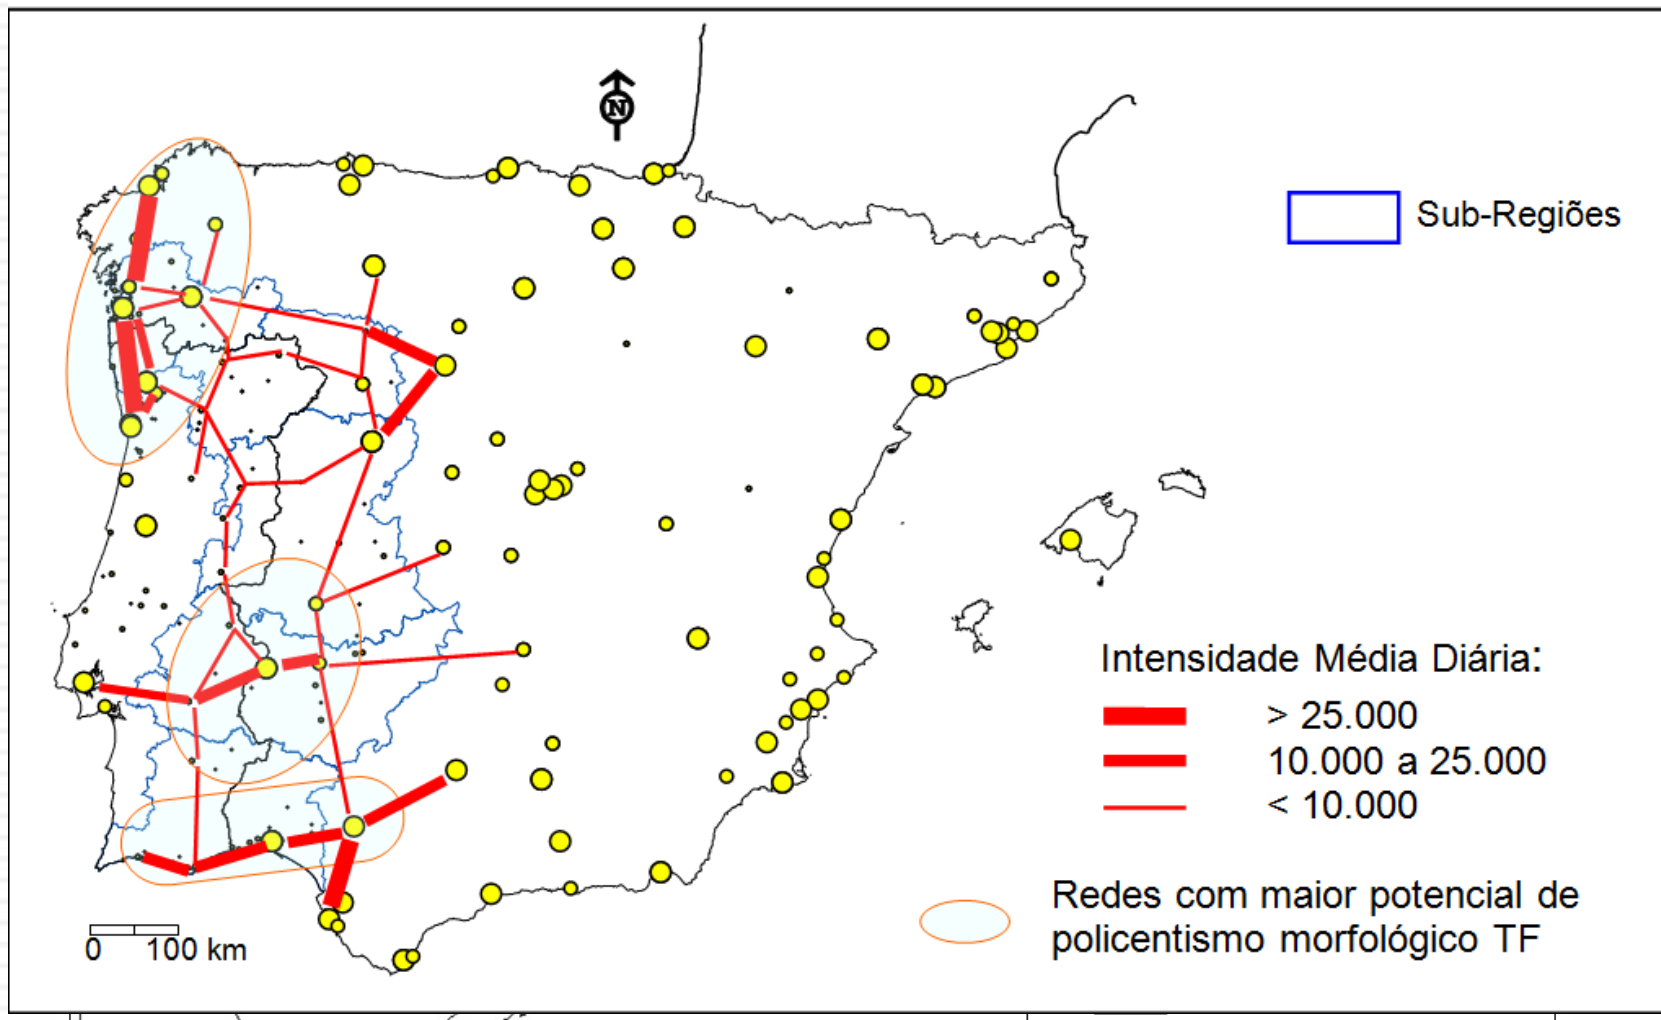 N
Sub-Regiões
Intensidade Média Diária:
> 25.000
10.000 a 25.000
< 10.000
Redes com maior potencial de
policentismo morfológico TF
0 100 km